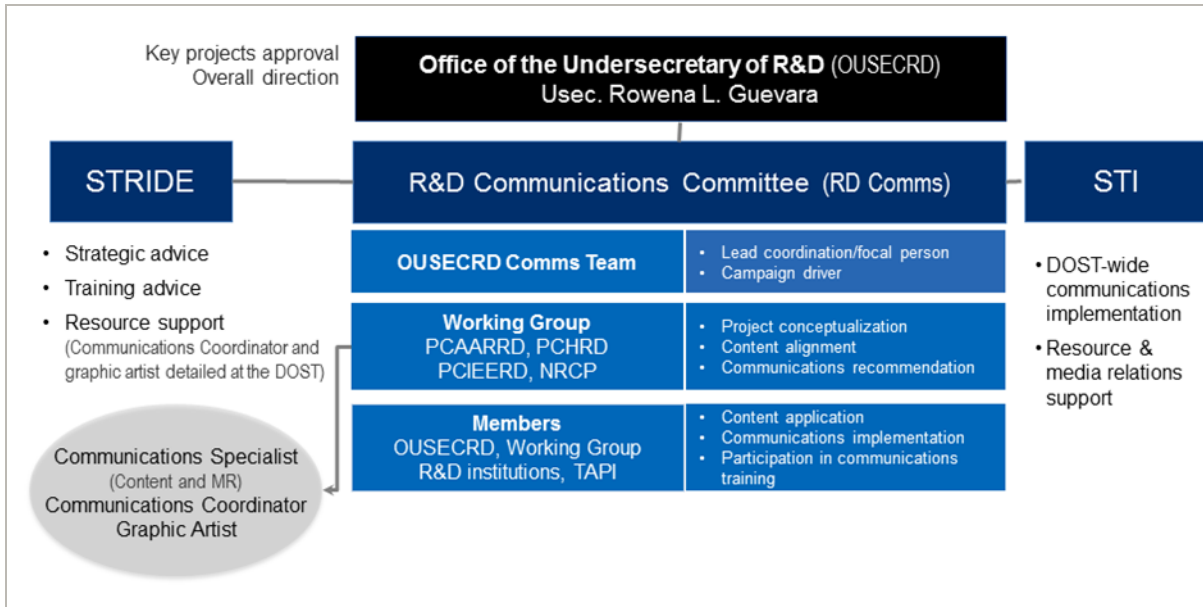 Key projects approval
Overall direction
Office of the Undersecretary of R&D (OUSECRD)
Usec. Rowena L. Guevara
STRIDE
R&D Communications Committee (RD Comms)
STI
• Strategic advice
• Training advice
• Resource support
(Communications Coordinator and
graphic artist detailed at the DOST)
OUSECRD Comms Team
• Lead coordination/focal person
• Campaign driver
Working Group
PCAARRD, PCHRD
PCIEERD, NRCP
• Project conceptualization
• Content alignment
• Communications recommendation
Members
OUSECRD, Working Group
R&D institutions, TAPI
• Content application
• Communications implementation
• Participation in communications
training
• DOST-wide
communications
implementation
• Resource &
media relations
support
Communications Specialist
(Content and MR)
Communications Coordinator
Graphic Artist